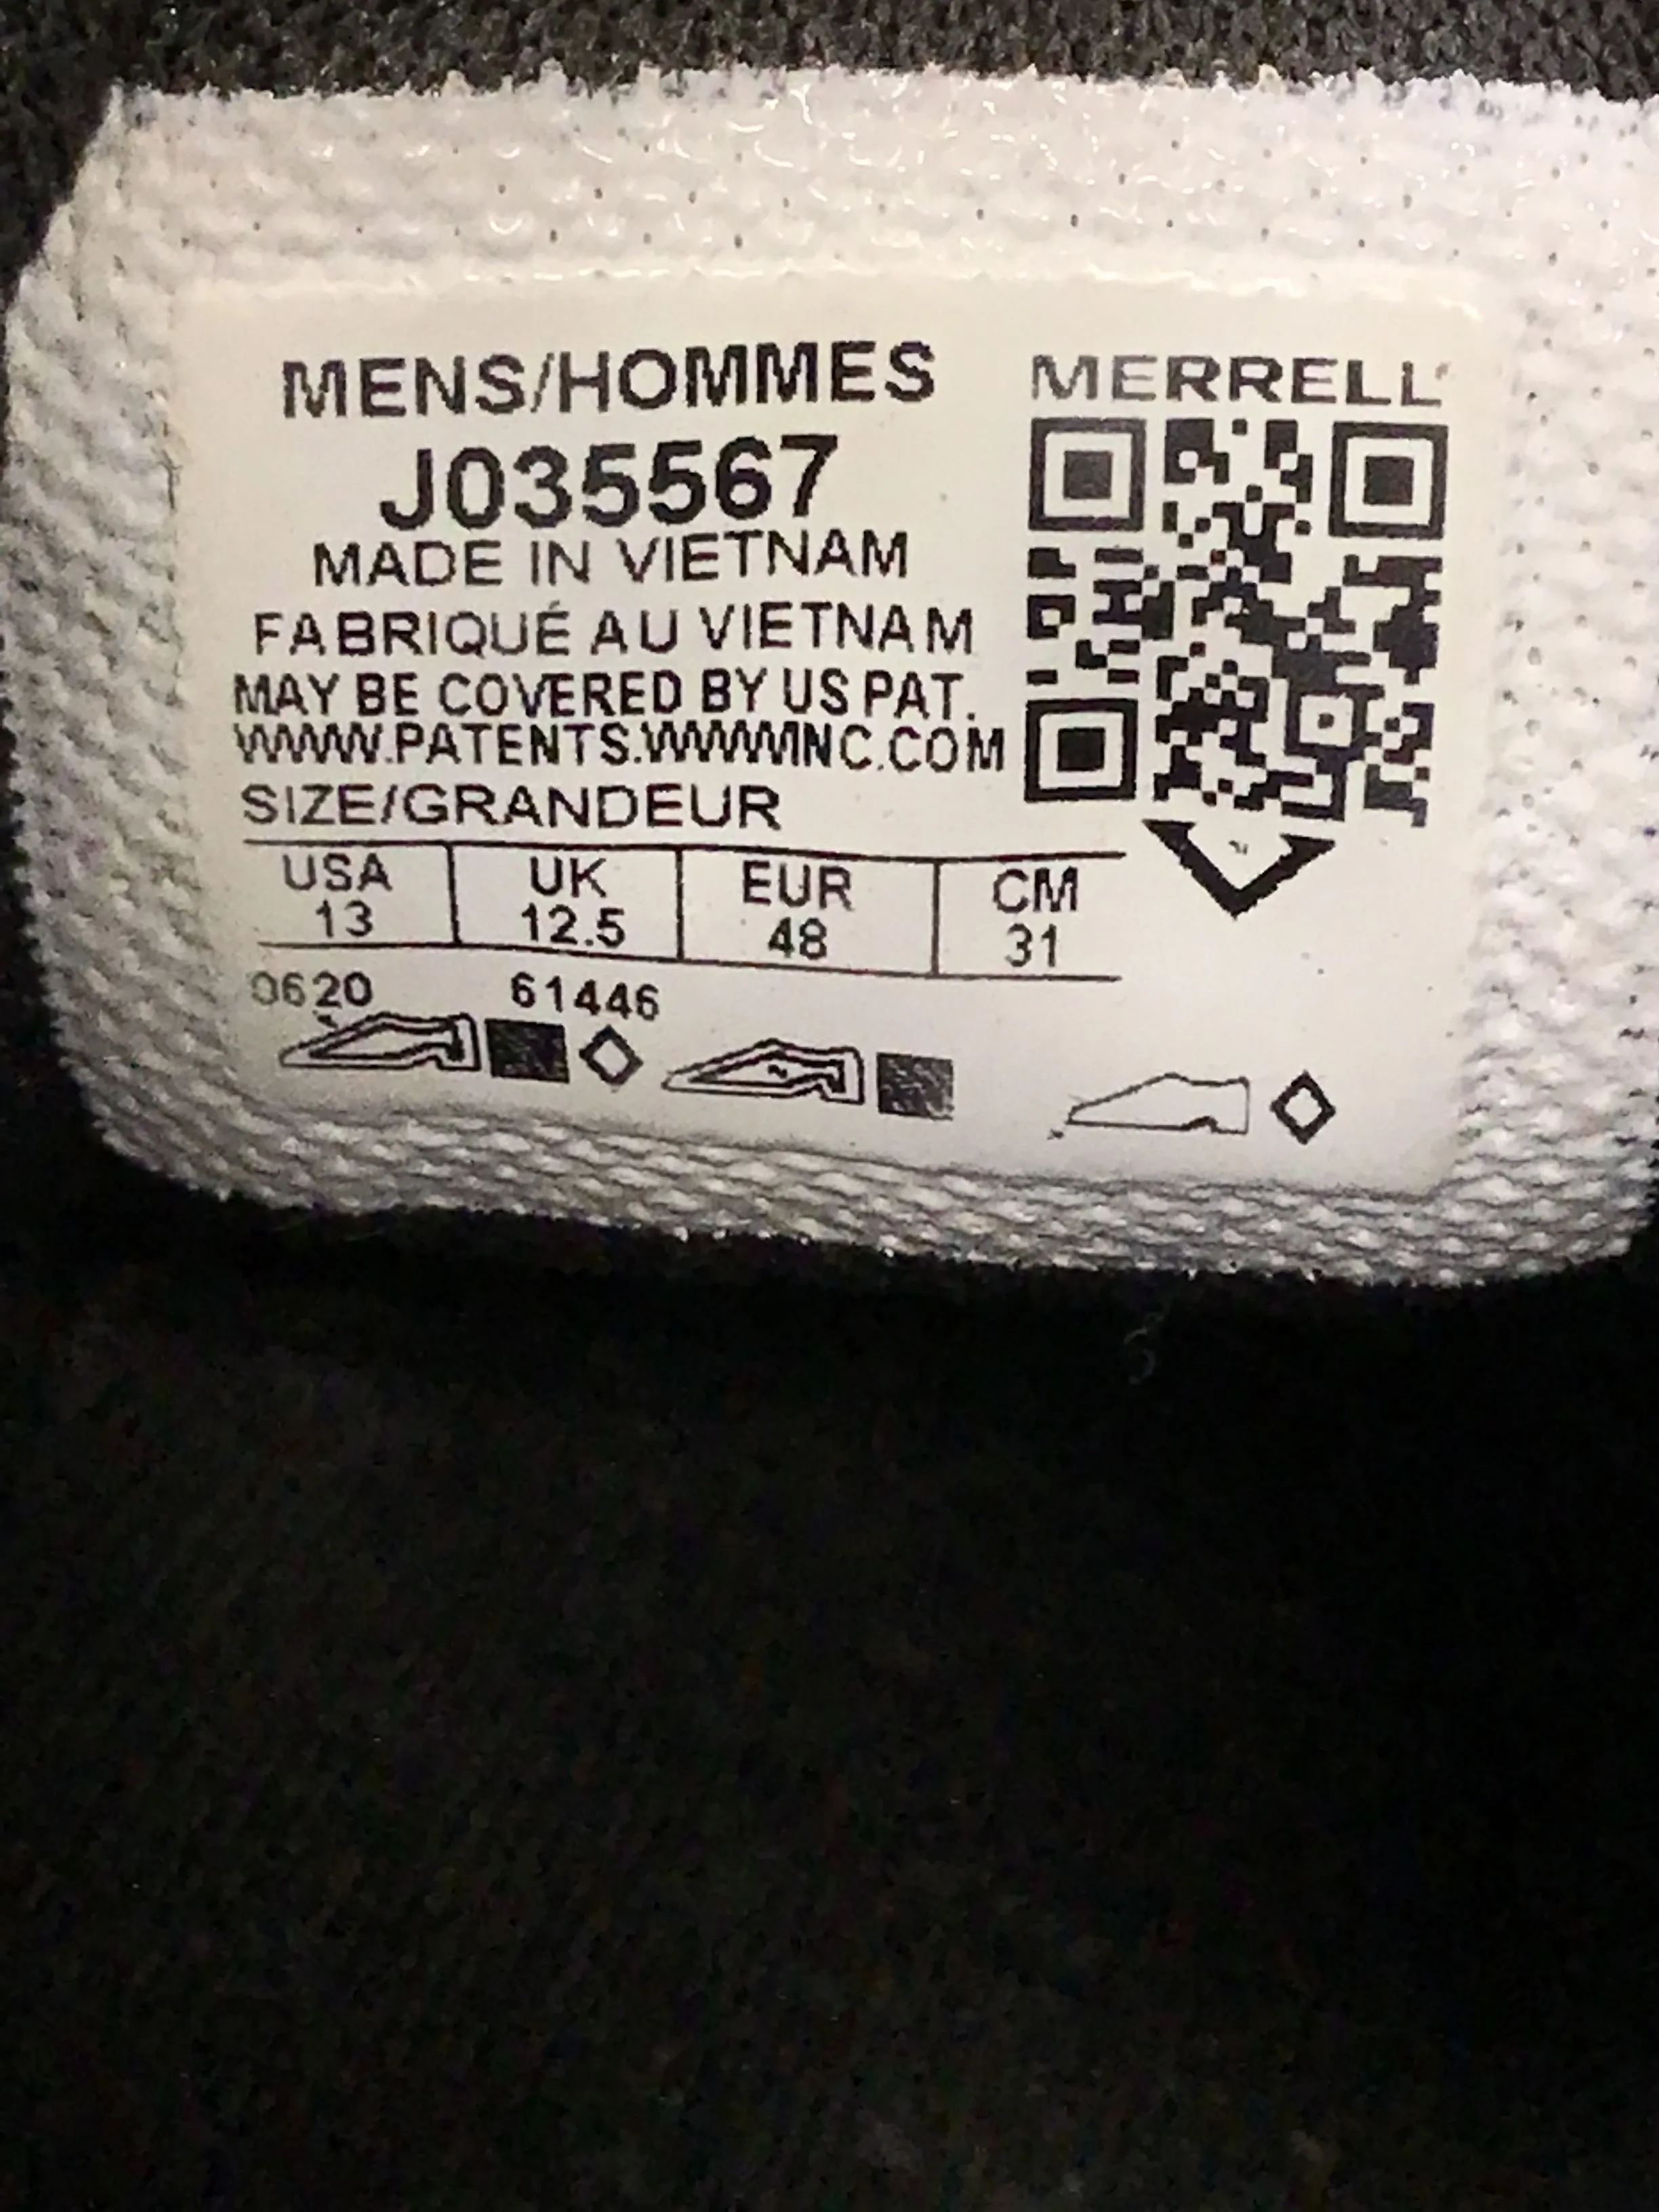 MENS/HOMMES
J035567
MADE IN VIETNAM
FABRIQUÉ AU VIETNAM
MAY BE COVERED BY US PAT.
WWW.PATENTS.WWWINC.COM
MERRELL
SIZE/GRANDEUR
USA UK EUR CM
13 12.5 48 31
0620 61446